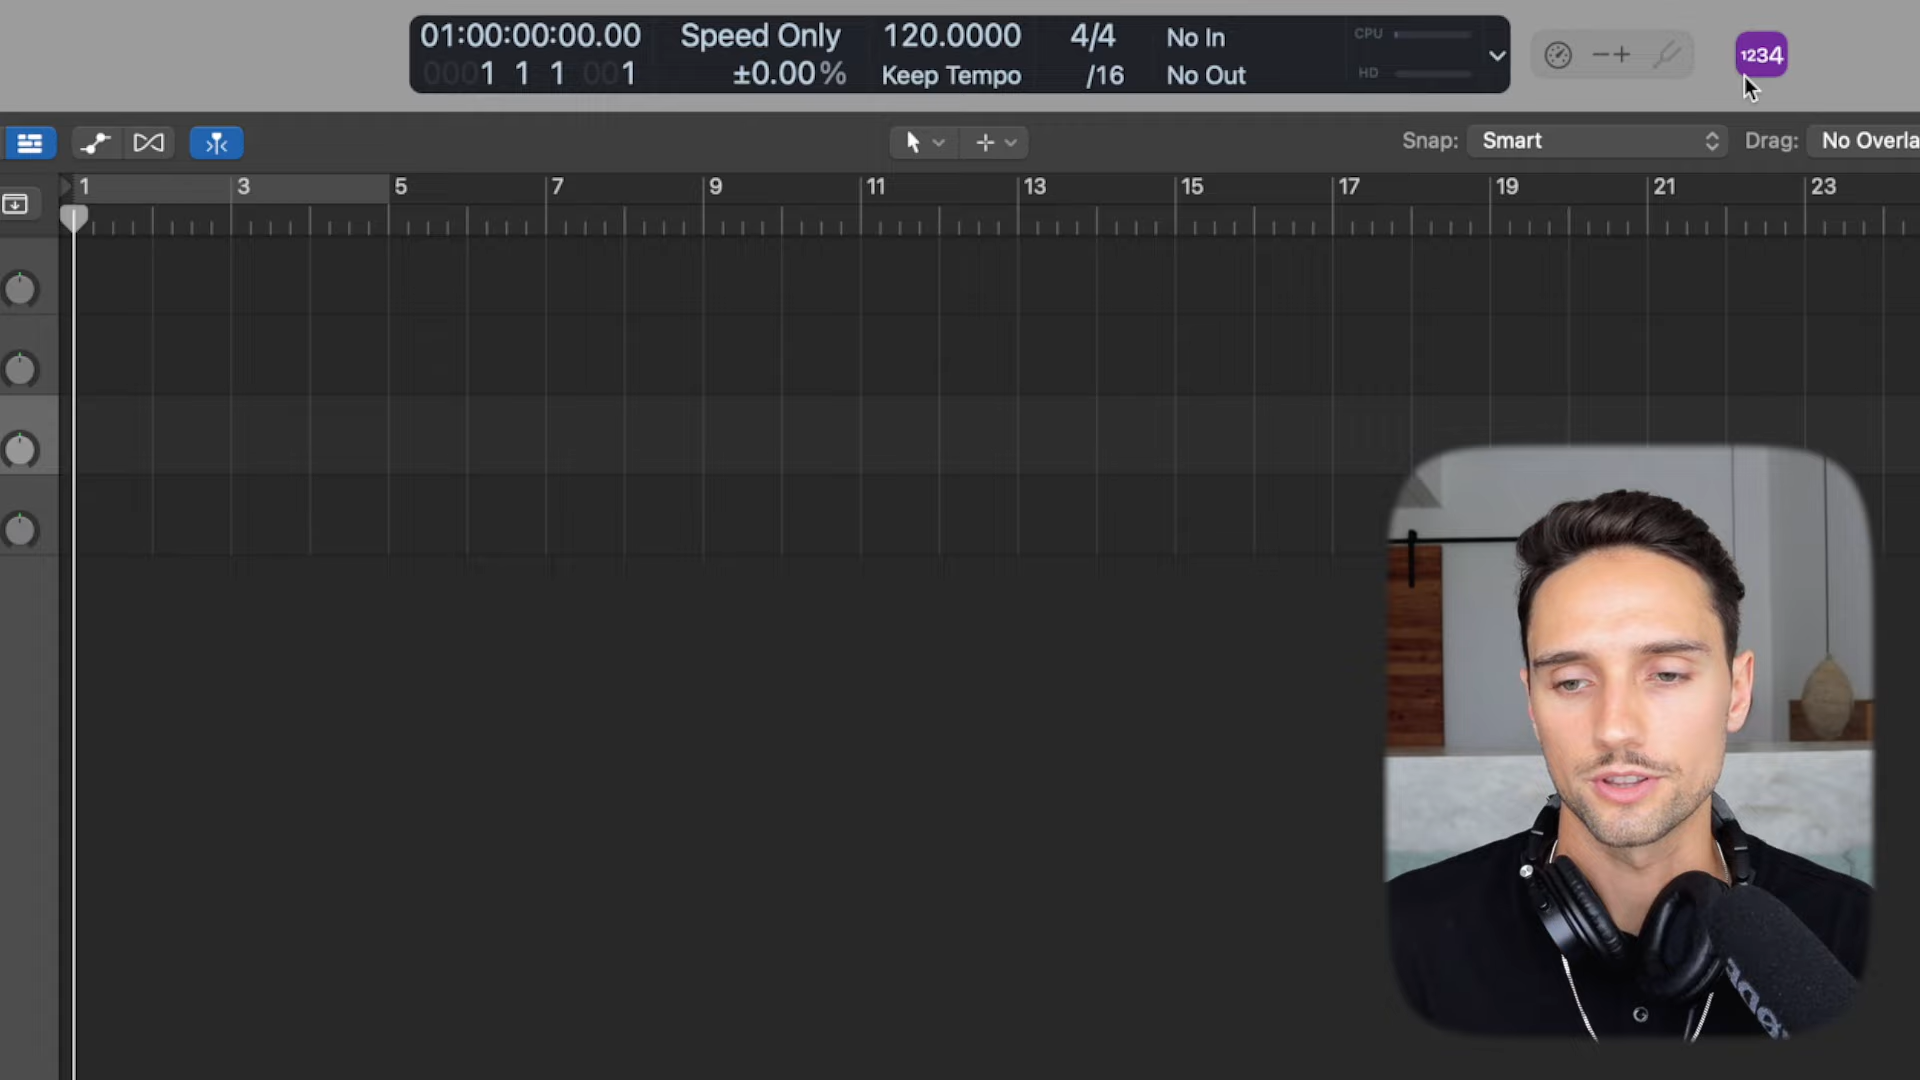 01:00:00:00.00 Speed Only 120.0000 4/4 No In CPU
0001 1 1 001 ±0.00% Keep Tempo /16 No Out HD
1234
Snap: Smart Drag: No Overla
1 3 5 7 9 11 13 15 17 19 21 23